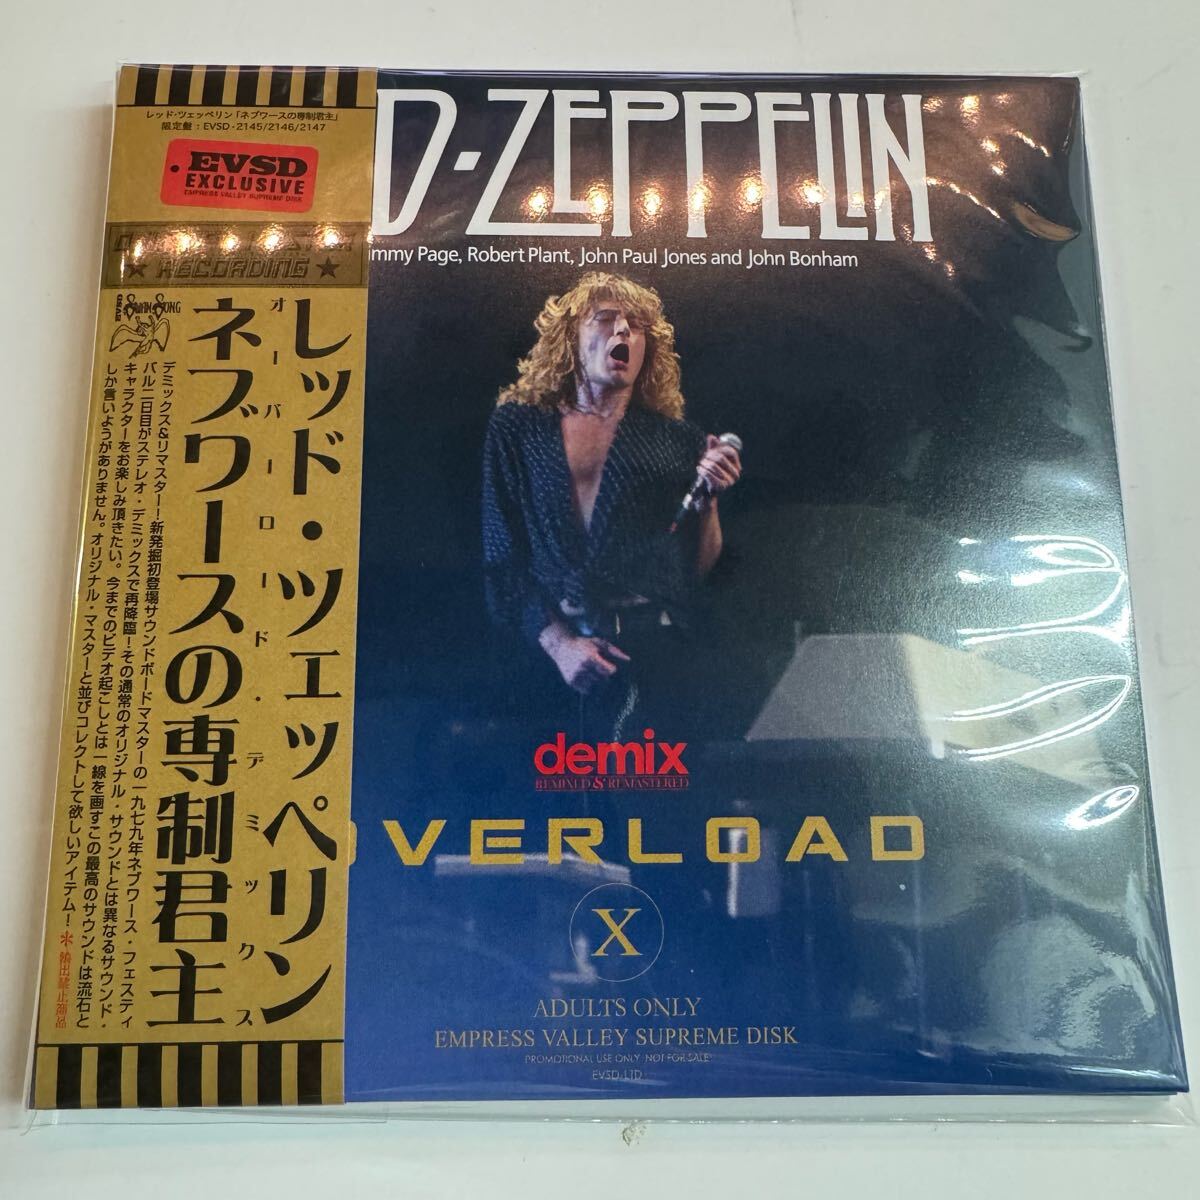 レッド・ツェッペリン「ネブワースの専制君主」
限定盤：EVSD・2145/2146/2147
EVSD
EXCLUSIVE
EMPRESS VALLEY SUPREME DISK
RECORDING
SWAN SONG
EVSD
レッド・ツェッペリン
オーバーロード・デミックス
ネブワースの専制君主
デミックス&リマスター！新発掘初登場サウンドボードマスターの一九七九年ネブワース・フェスティ
バル二日目がステレオ・デミックスで再降臨！その通常のオリジナル・サウンドとは異なるサウンド・
キャラクターをお楽しみ頂きたい。今までのビデオ起こしとは一線を画すこの最高のサウンドは流石と
しか言いようがありません。オリジナル・マスターと並びコレクトして欲しいアイテム！＊輸出禁止商品
D-ZEPPELIN
immy Page, Robert Plant, John Paul Jones and John Bonham
demix
REMIXED & REMASTERED
OVERLOAD
X
ADULTS ONLY
EMPRESS VALLEY SUPREME DISK
PROMOTIONAL USE ONLY NOT FOR SALE
EVSD-LTD